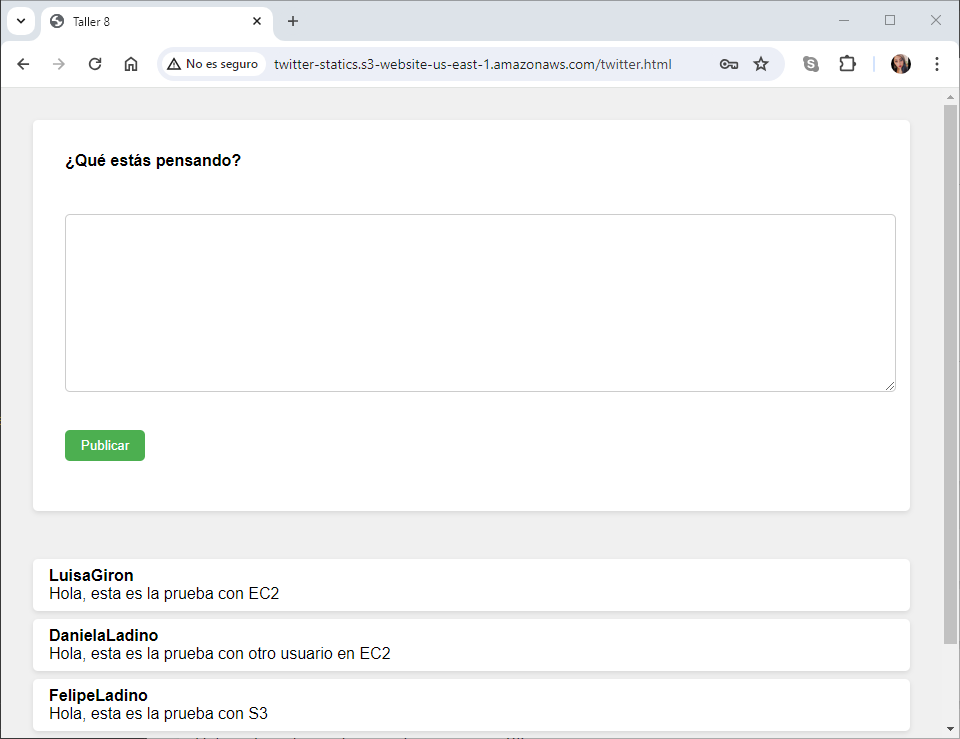 Taller 8
No es seguro
twitter-statics.s3-website-us-east-1.amazonaws.com/twitter.html
¿Qué estás pensando?
Publicar
LuisaGiron
Hola, esta es la prueba con EC2
DanielaLadino
Hola, esta es la prueba con otro usuario en EC2
FelipeLadino
Hola, esta es la prueba con S3